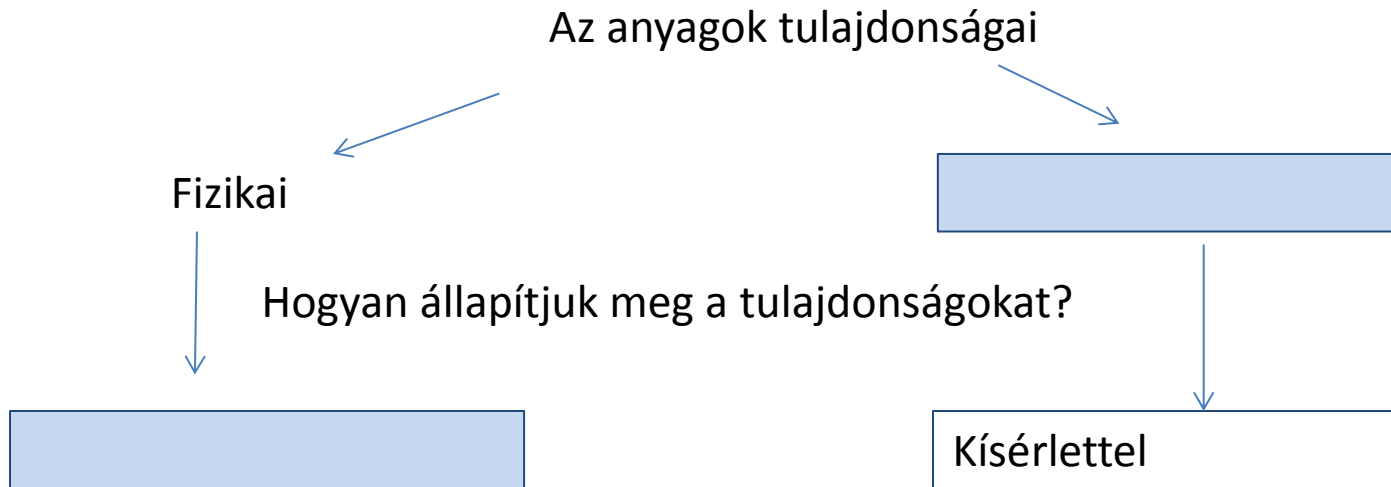 Az anyagok tulajdonságai
Fizikai
Hogyan állapítjuk meg a tulajdonságokat?
Kísérlettel